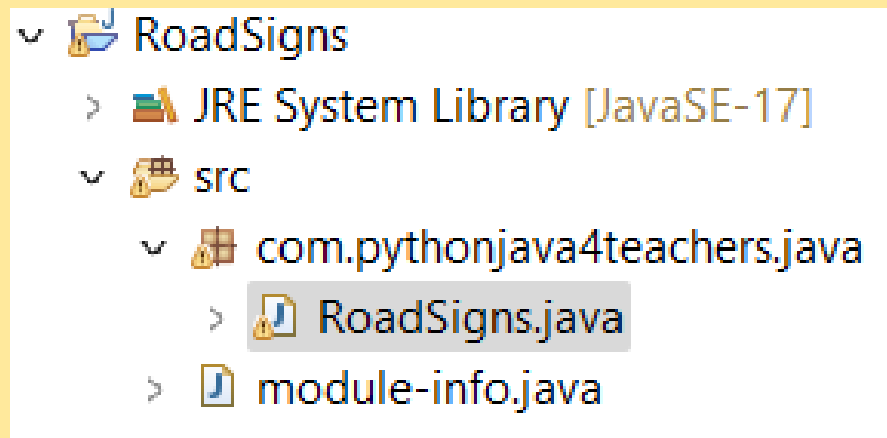 RoadSigns
JRE System Library [JavaSE-17]
src
com.pythonjava4teachers.java
RoadSigns.java
module-info.java